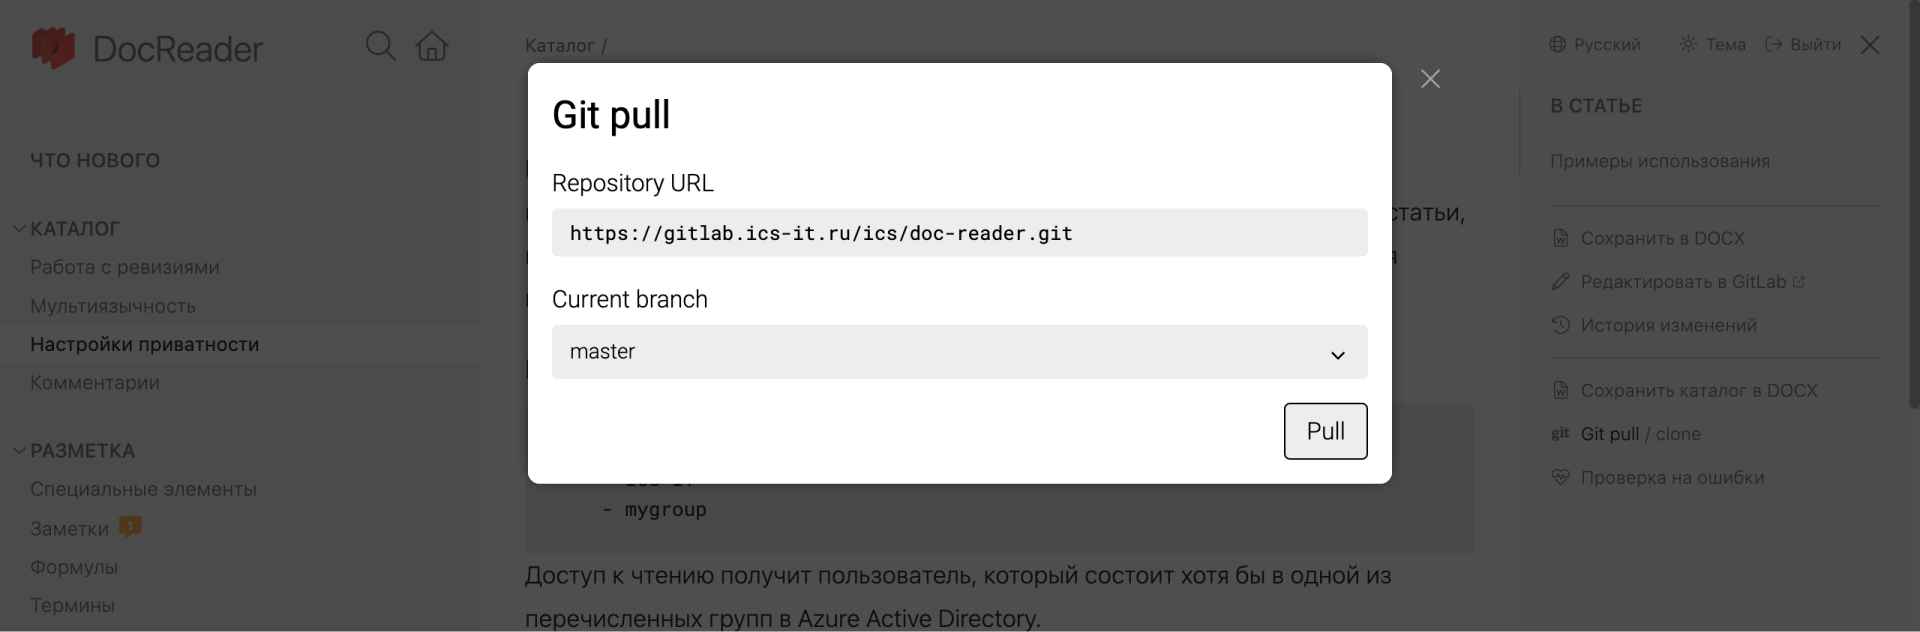 DocReader
ЧТО НОВОГО
КАТАЛОГ
Работа с ревизиями
Мультиязычность
Настройки приватности
Комментарии
РАЗМЕТКА
Специальные элементы
Заметки 1
Формулы
Термины
Каталог /
Git pull
Repository URL
https://gitlab.ics-it.ru/ics/doc-reader.git
Current branch
master
Pull
статьи,
- mygroup
Доступ к чтению получит пользователь, который состоит хотя бы в одной из
перечисленных групп в Azure Active Directory.
Русский Тема Выйти
В СТАТЬЕ
Примеры использования
Сохранить в DOCX
Редактировать в GitLab
История изменений
Сохранить каталог в DOCX
git Git pull / clone
Проверка на ошибки